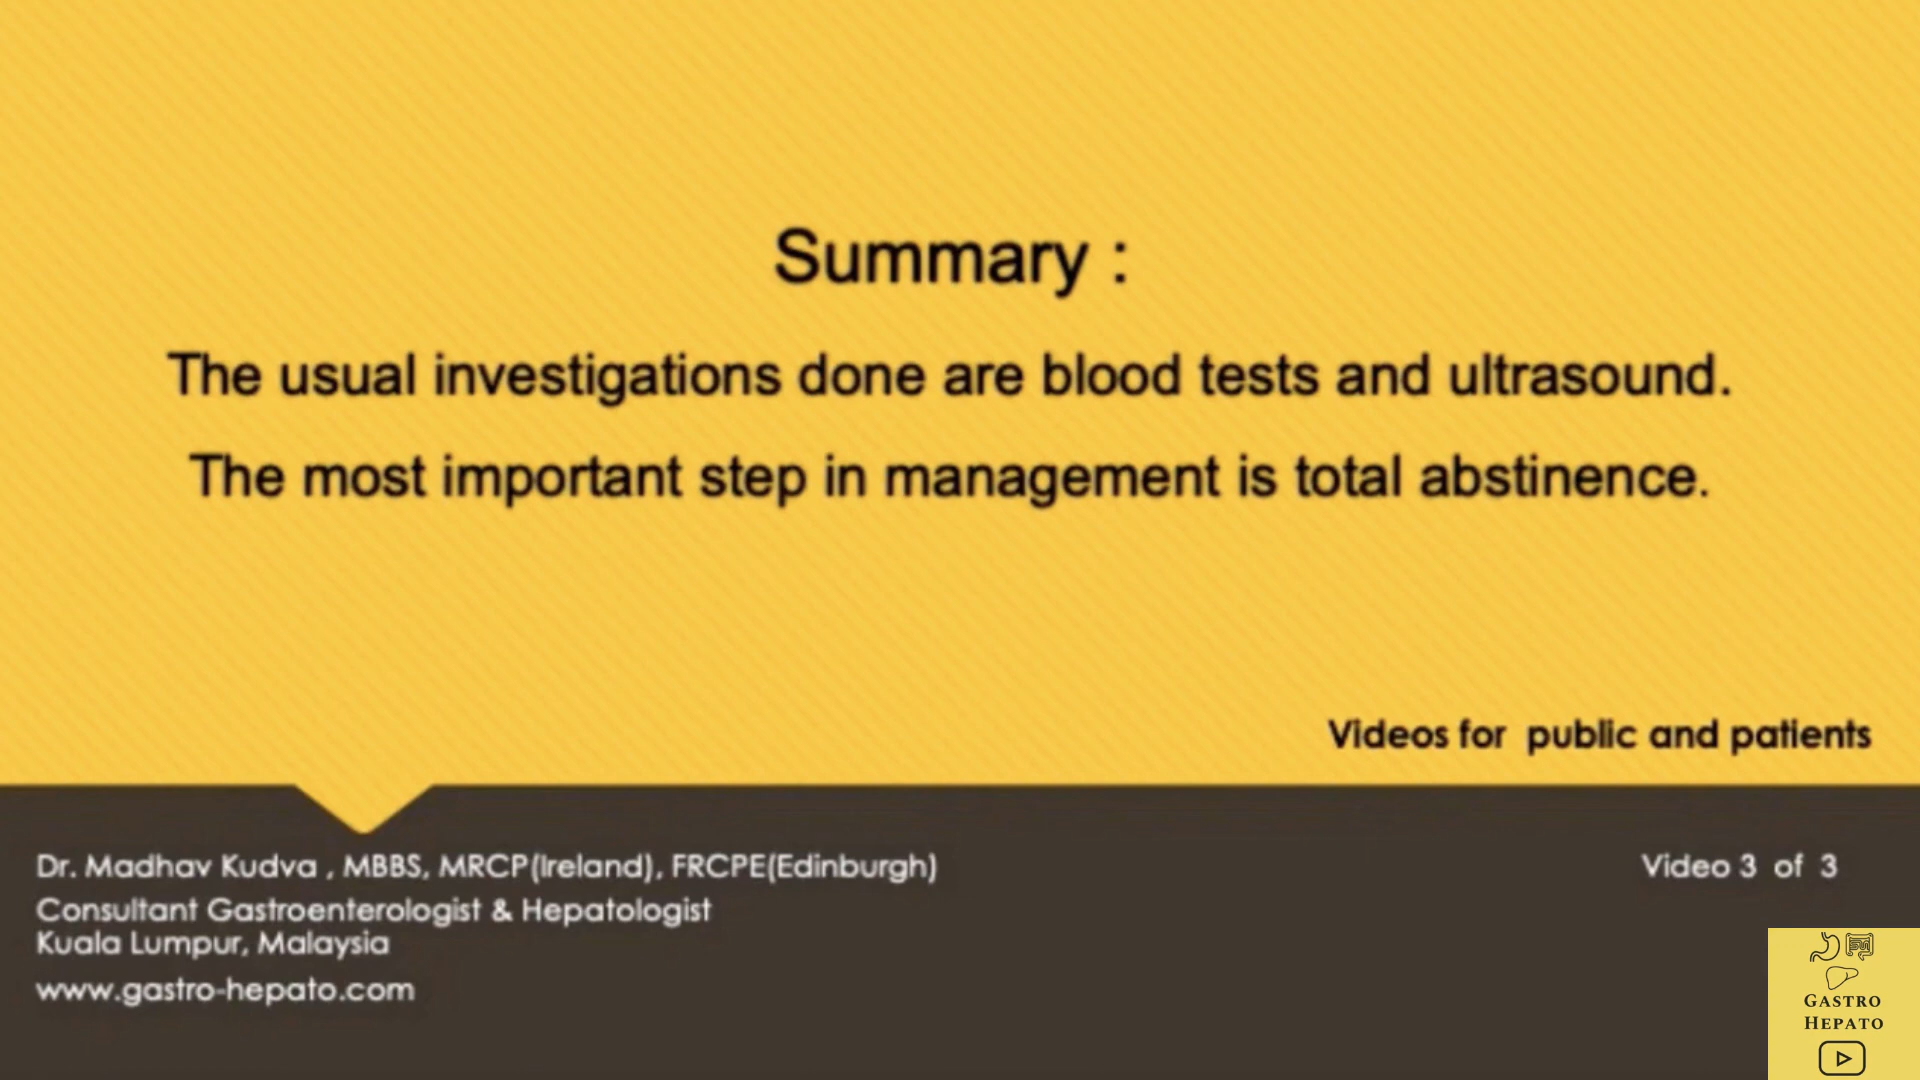 Summary :
The usual investigations done are blood tests and ultrasound.
The most important step in management is total abstinence.
Videos for public and patients
Dr. Madhav Kudva , MBBS, MRCP(Ireland), FRCPE(Edinburgh)
Video 3 of 3
Consultant Gastroenterologist & Hepatologist
Kuala Lumpur, Malaysia
www.gastro-hepato.com
GASTRO
HEPATO